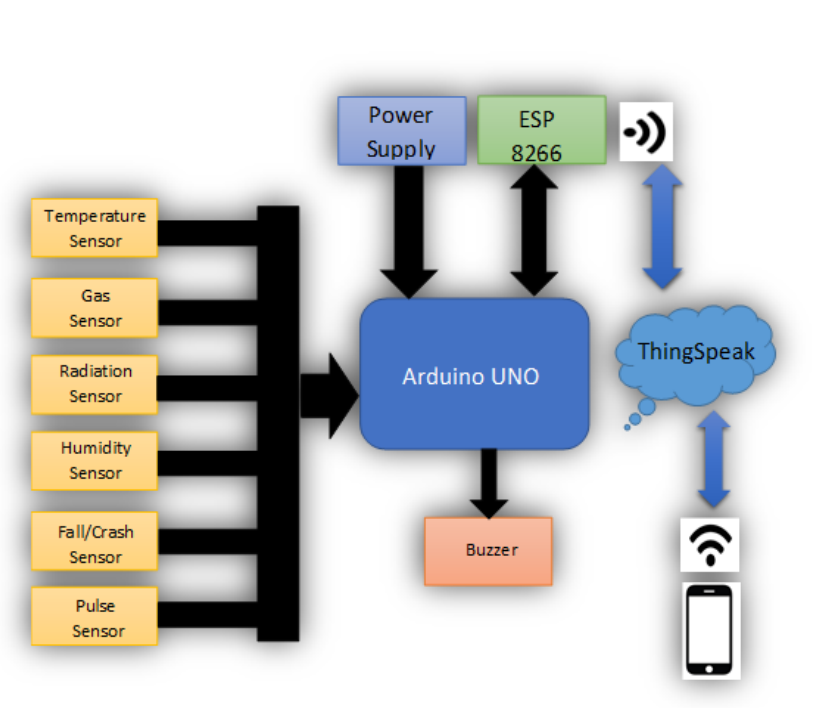 Power
Supply
ESP
8266
Temperature
Sensor
Gas
Sensor
Radiation
Sensor
Humidity
Sensor
Fall/Crash
Sensor
Pulse
Sensor
Arduino UNO
ThingSpeak
Buzzer